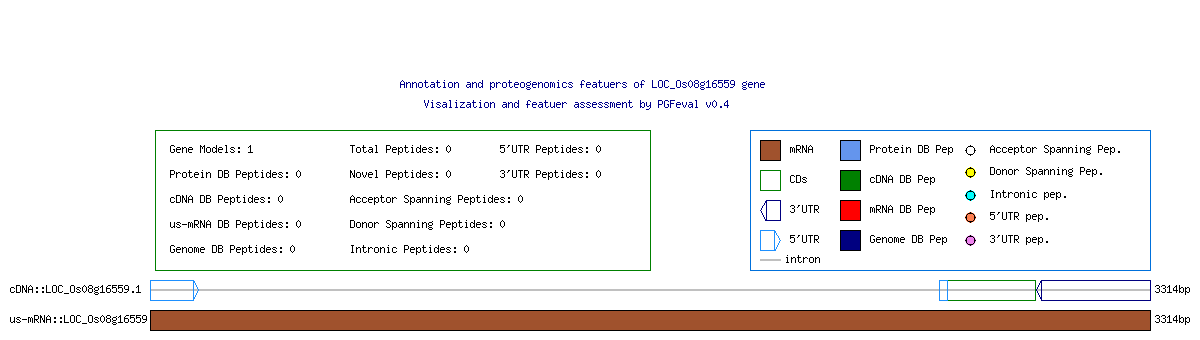 Annotation and proteogenomics featuers of LOC_Os08g16559 gene
Visalization and featuer assessment by PGFeval v0.4
Gene Models: 1 Total Peptides: 0 5'UTR Peptides: 0
Protein DB Peptides: 0 Novel Peptides: 0 3'UTR Peptides: 0
cDNA DB Peptides: 0 Acceptor Spanning Peptides: 0
us-mRNA DB Peptides: 0 Donor Spanning Peptides: 0
Genome DB Peptides: 0 Intronic Peptides: 0
mRNA Protein DB Pep Acceptor Spanning Pep.
CDs cDNA DB Pep Donor Spanning Pep.
3'UTR mRNA DB Pep Intronic pep.
5'UTR Genome DB Pep 5'UTR pep.
intron 3'UTR pep.
cDNA::LOC_Os08g16559.1 3314bp
us-mRNA::LOC_Os08g16559 3314bp